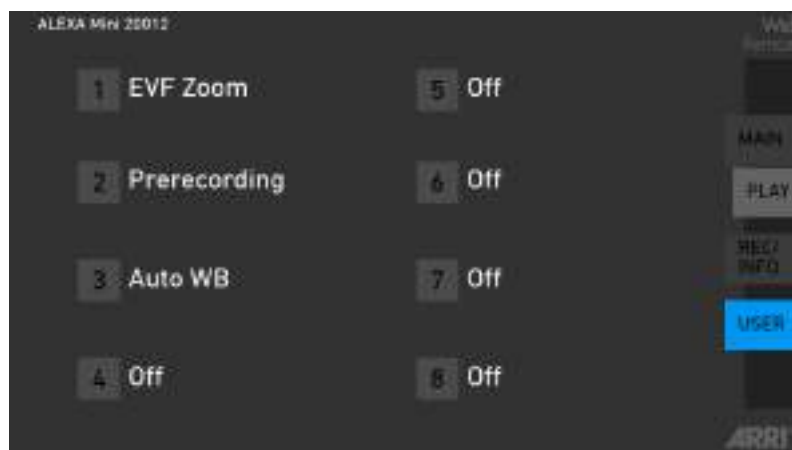 ALEXA Mini 20012
1 EVF Zoom
2 Prerecording
3 Auto WB
4 Off
5 Off
6 Off
7 Off
8 Off
MAIN
PLAY
REC/
INFO
USER
ARRI